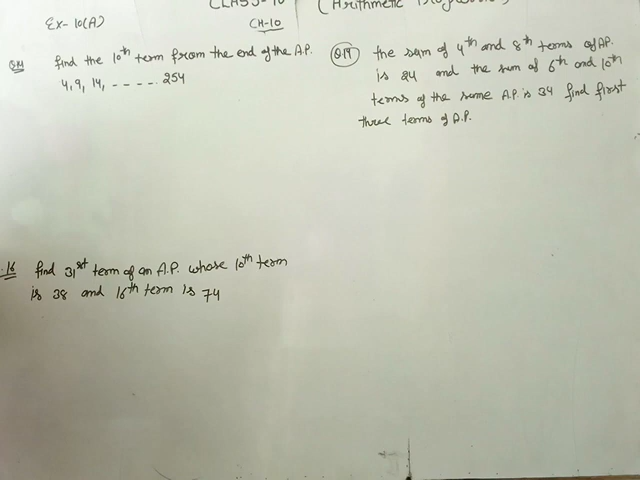 CLASS-10 (Arithmetic Progression)
Ex-10(A)
CH-10
find the 10th term from the end of the A.P.
4, 9, 14, ----- 254
Q17 the sum of 4th and 8th terms of AP.
is 24 and the sum of 6th and 10th
terms of the same A.P. is 34 find first
three terms of A.P.
.16 find 31st term of an A.P. whose 10th term
is 38 and 16th term is 74